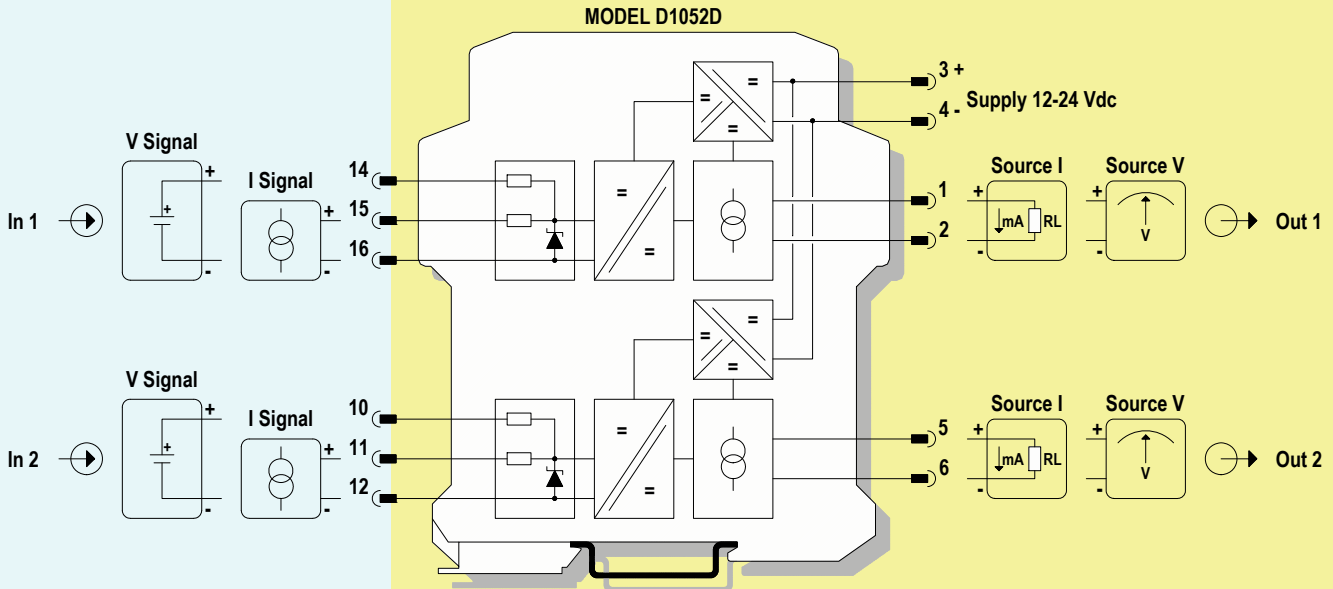 MODEL D1052D
3 +
4 -
Supply 12-24 Vdc
In 1
V Signal
+
+
-
I Signal
+
-
14
15
16
=
=
=
=
=
1
2
Source I
+
-
mA
RL
Source V
+
-
V
Out 1
In 2
V Signal
+
+
-
I Signal
+
-
10
11
12
=
=
=
=
=
5
6
Source I
+
-
mA
RL
Source V
+
-
V
Out 2